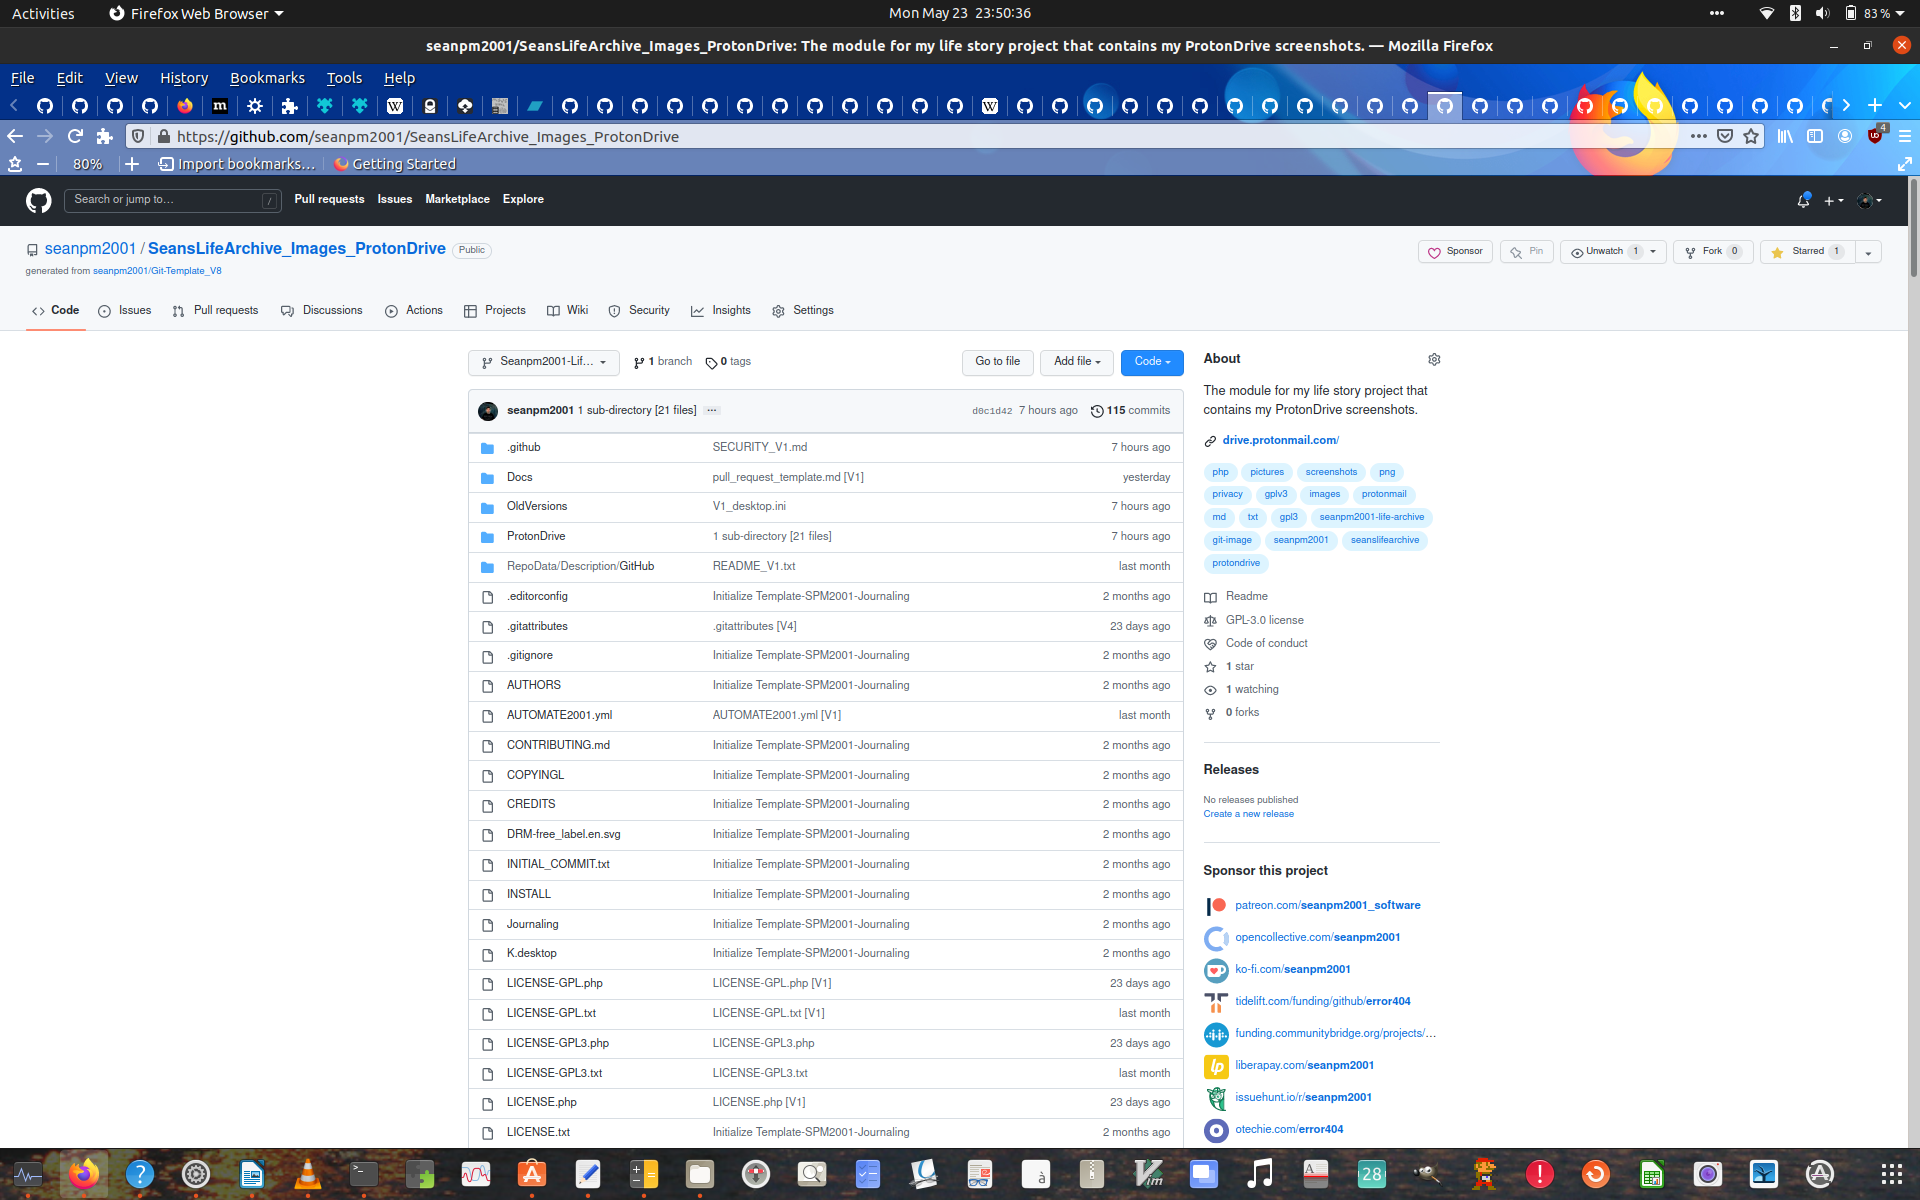 Activities Firefox Web Browser Mon May 23 23:50:36 83 %
seanpm2001/SeansLifeArchive_Images_ProtonDrive: The module for my life story project that contains my ProtonDrive screenshots. — Mozilla Firefox
File Edit View History Bookmarks Tools Help
https://github.com/seanpm2001/SeansLifeArchive_Images_ProtonDrive 4
80% Import bookmarks... Getting Started
Search or jump to... / Pull requests Issues Marketplace Explore
seanpm2001 / SeansLifeArchive_Images_ProtonDrive Public Sponsor Pin Unwatch 1 Fork 0 Starred 1
generated from seanpm2001/Git-Template_V8
Code Issues Pull requests Discussions Actions Projects Wiki Security Insights Settings
Seanpm2001-Lif... 1 branch 0 tags Go to file Add file Code
seanpm2001 1 sub-directory [21 files] ... d0c1d42 7 hours ago 115 commits
.github SECURITY_V1.md 7 hours ago
Docs pull_request_template.md [V1] yesterday
OldVersions V1_desktop.ini 7 hours ago
ProtonDrive 1 sub-directory [21 files] 7 hours ago
RepoData/Description/GitHub README_V1.txt last month
.editorconfig Initialize Template-SPM2001-Journaling 2 months ago
.gitattributes .gitattributes [V4] 23 days ago
.gitignore Initialize Template-SPM2001-Journaling 2 months ago
AUTHORS Initialize Template-SPM2001-Journaling 2 months ago
AUTOMATE2001.yml AUTOMATE2001.yml [V1] last month
CONTRIBUTING.md Initialize Template-SPM2001-Journaling 2 months ago
COPYINGL Initialize Template-SPM2001-Journaling 2 months ago
CREDITS Initialize Template-SPM2001-Journaling 2 months ago
DRM-free_label.en.svg Initialize Template-SPM2001-Journaling 2 months ago
INITIAL_COMMIT.txt Initialize Template-SPM2001-Journaling 2 months ago
INSTALL Initialize Template-SPM2001-Journaling 2 months ago
Journaling Initialize Template-SPM2001-Journaling 2 months ago
K.desktop Initialize Template-SPM2001-Journaling 2 months ago
LICENSE-GPL.php LICENSE-GPL.php [V1] 23 days ago
LICENSE-GPL.txt LICENSE-GPL.txt [V1] last month
LICENSE-GPL3.php LICENSE-GPL3.php 23 days ago
LICENSE-GPL3.txt LICENSE-GPL3.txt last month
LICENSE.php LICENSE.php [V1] 23 days ago
LICENSE.txt Initialize Template-SPM2001-Journaling 2 months ago
About
The module for my life story project that
contains my ProtonDrive screenshots.
drive.protonmail.com/
php pictures screenshots png
privacy gplv3 images protonmail
md txt gpl3 seanpm2001-life-archive
git-image seanpm2001 seanslifearchive
protondrive
Readme
GPL-3.0 license
Code of conduct
1 star
1 watching
0 forks
Releases
No releases published
Create a new release
Sponsor this project
patreon.com/seanpm2001_software
opencollective.com/seanpm2001
ko-fi.com/seanpm2001
tidelift.com/funding/github/error404
funding.communitybridge.org/projects/...
liberapay.com/seanpm2001
issuehunt.io/r/seanpm2001
otechie.com/error404
28